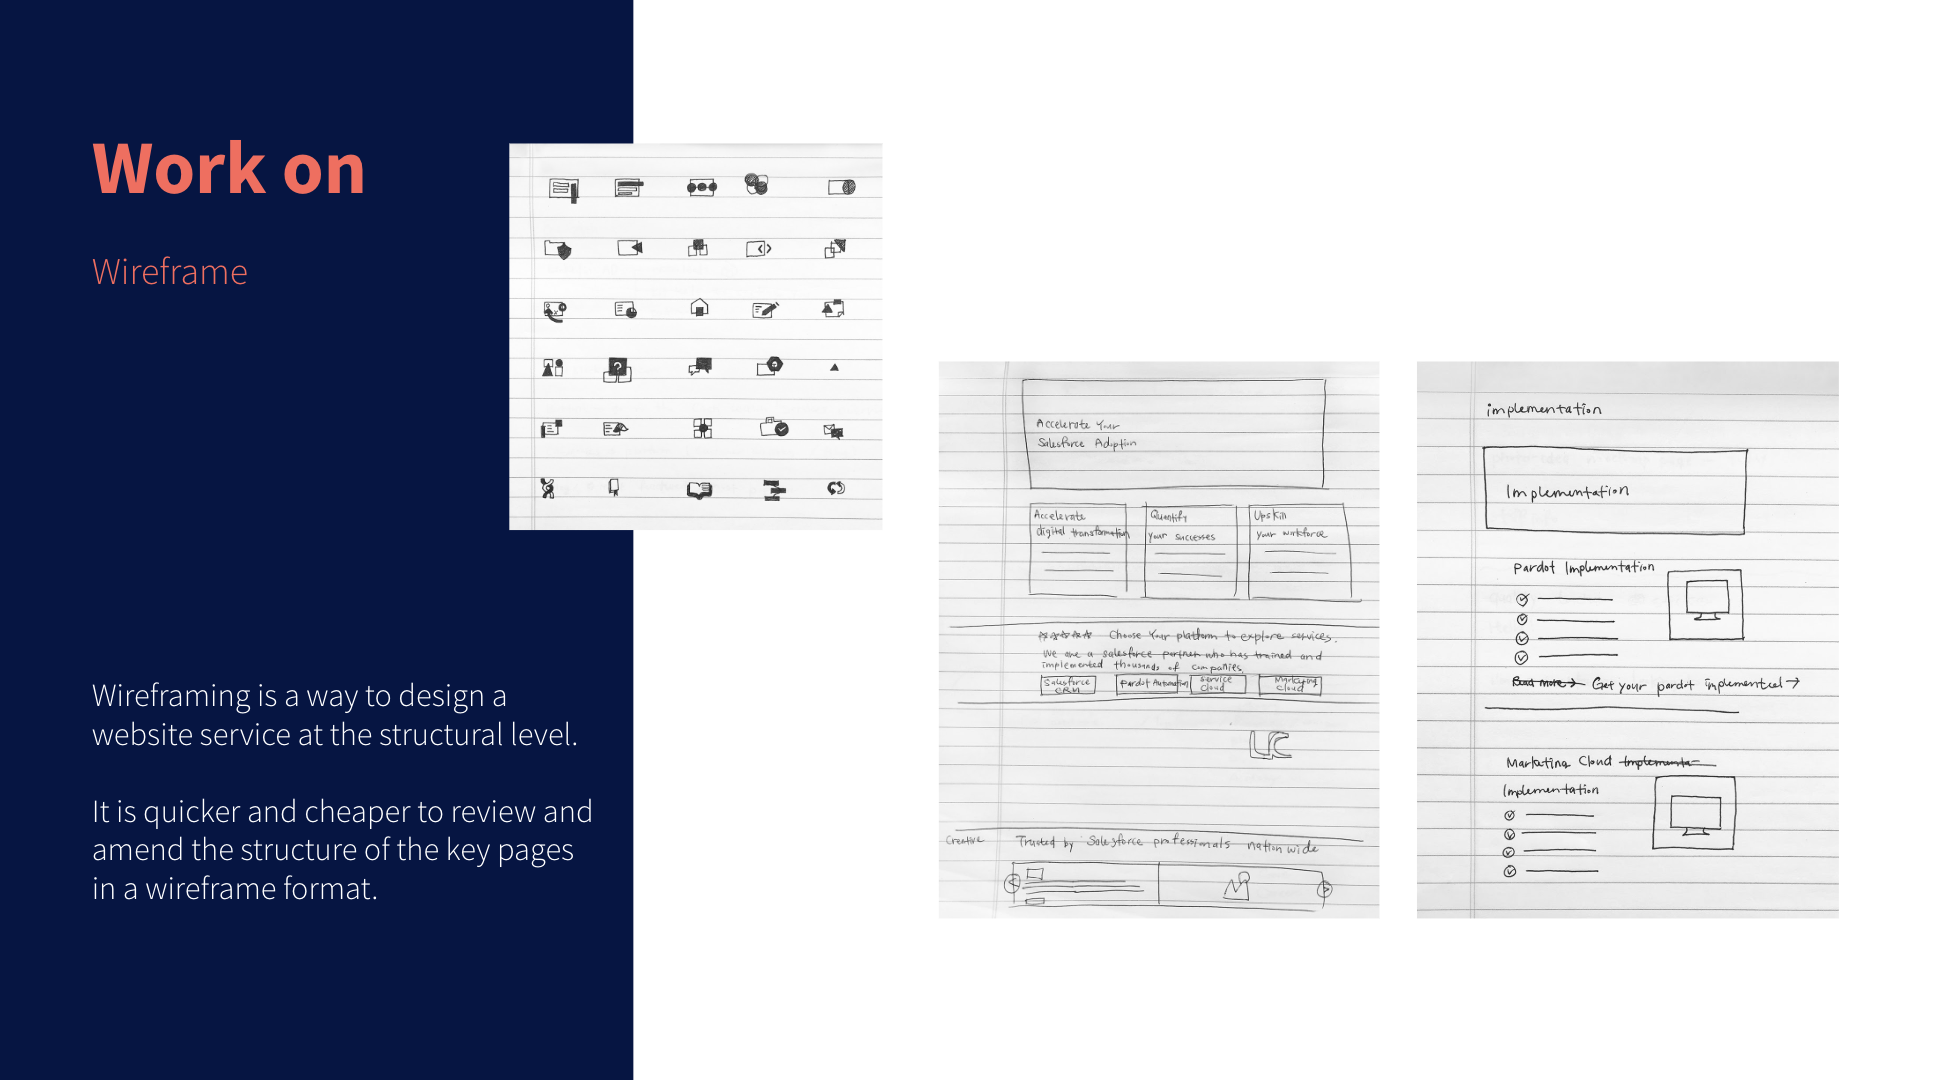 Work on
Wireframe
Wireframing is a way to design a
website service at the structural level.
It is quicker and cheaper to review and
amend the structure of the key pages
in a wireframe format.
?
Accelerate Your
Salesforce Adoption
Accelerate
digital transformation
Quantify
your successes
Upskill
your workforce
Choose Your platform to explore services.
We are a salesforce partner who has trained and
implemented thousands of companies.
Salesforce
CRM
Pardot Automation
Service
Cloud
Marketing
Cloud
Creative
Trusted by Salesforce professionals nation wide
implementation
Implementation
Pardot Implementation
Read more → Get your pardot implemented →
Marketing Cloud Implementa
Implementation